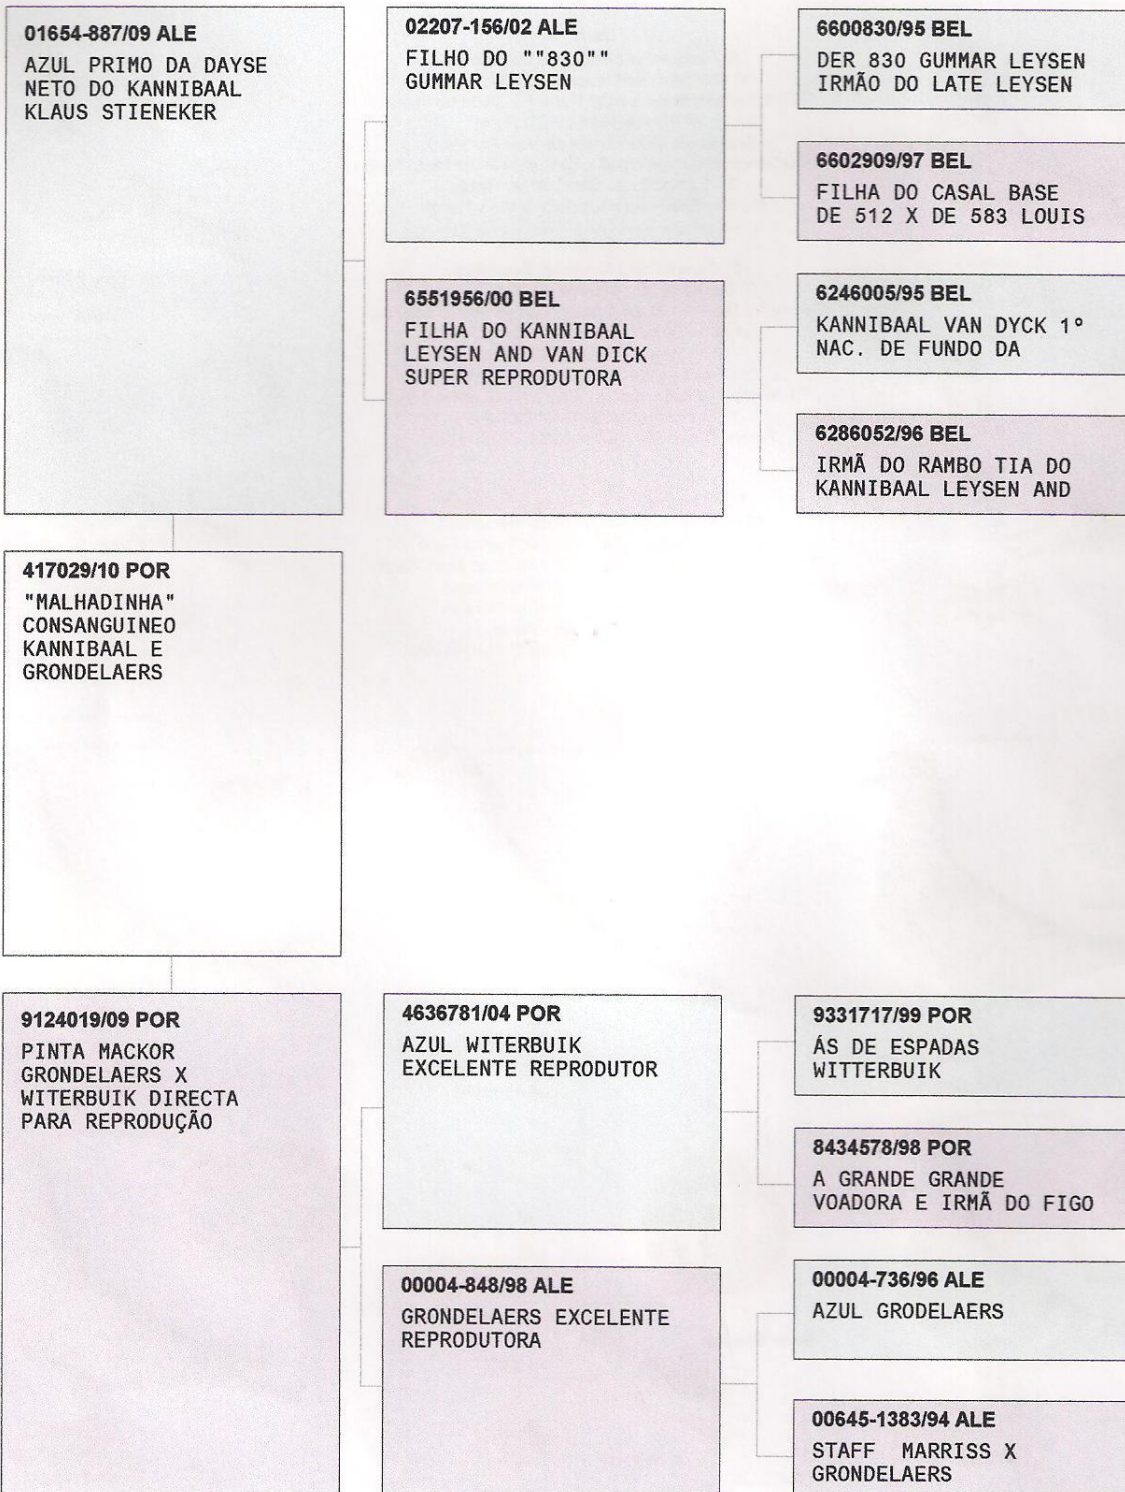 01654-887/09 ALE
AZUL PRIMO DA DAYSE
NETO DO KANNIBAAL
KLAUS STIENEKER
02207-156/02 ALE
FILHO DO ""830""
GUMMAR LEYSEN
6600830/95 BEL
DER 830 GUMMAR LEYSEN
IRMÃO DO LATE LEYSEN
6602909/97 BEL
FILHA DO CASAL BASE
DE 512 X DE 583 LOUIS
6551956/00 BEL
FILHA DO KANNIBAAL
LEYSEN AND VAN DICK
SUPER REPRODUTORA
6246005/95 BEL
KANNIBAAL VAN DYCK 1º
NAC. DE FUNDO DA
6286052/96 BEL
IRMÃ DO RAMBO TIA DO
KANNIBAAL LEYSEN AND
417029/10 POR
"MALHADINHA"
CONSANGUINEO
KANNIBAAL E
GRONDELAERS
9124019/09 POR
PINTA MACKOR
GRONDELAERS X
WITERBUIK DIRECTA
PARA REPRODUÇÃO
4636781/04 POR
AZUL WITERBUIK
EXCELENTE REPRODUTOR
9331717/99 POR
ÁS DE ESPADAS
WITTERBUIK
8434578/98 POR
A GRANDE GRANDE
VOADORA E IRMÃ DO FIGO
00004-848/98 ALE
GRONDELAERS EXCELENTE
REPRODUTORA
00004-736/96 ALE
AZUL GRODELAERS
00645-1383/94 ALE
STAFF MARRISS X
GRONDELAERS